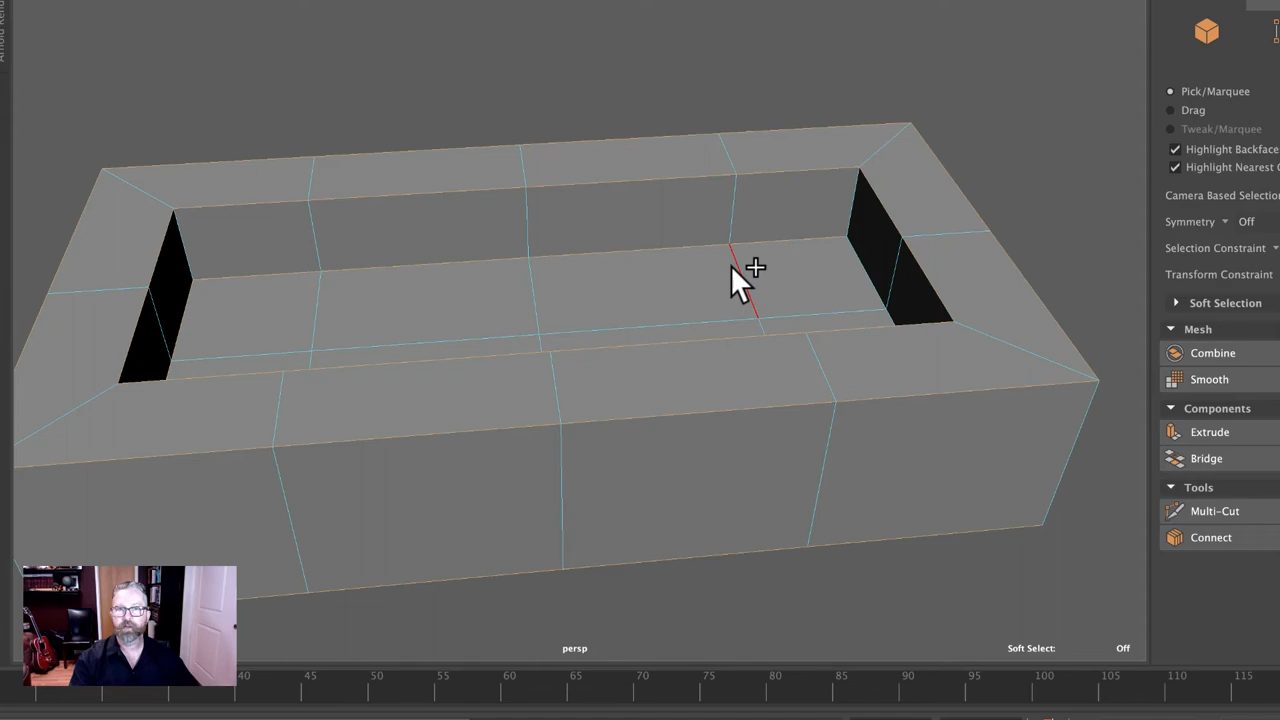 Arnold Rend
Pick/Marquee
Drag
Tweak/Marquee
Highlight Backface
Highlight Nearest C
Camera Based Selection
Symmetry Off
Selection Constraint
Transform Constraint
Soft Selection
Mesh
Combine
Smooth
Components
Extrude
Bridge
Tools
Multi-Cut
Connect
persp Soft Select: Off
40 45 50 55 60 65 70 75 80 85 90 95 100 105 110 115